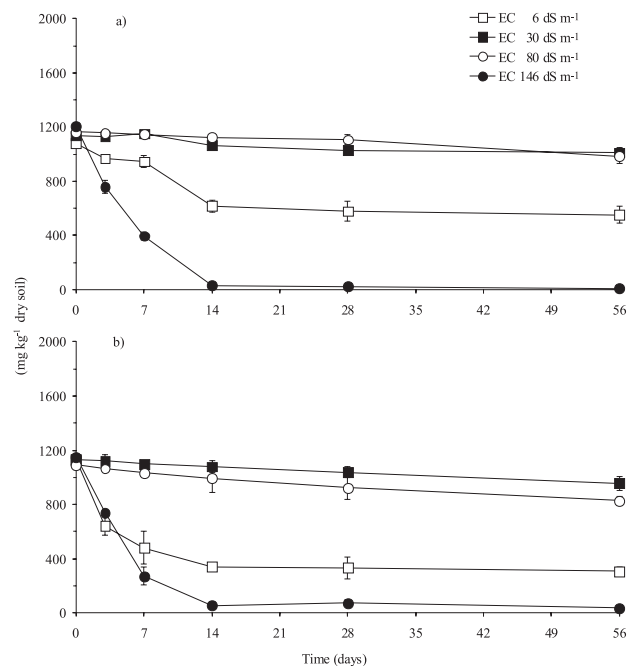 a)
EC 6 dS m-1
EC 30 dS m-1
EC 80 dS m-1
EC 146 dS m-1
2000
1600
1200
800
400
0
0 7 14 21 28 35 42 49 56
(mg kg-1 dry soil)
b)
2000
1600
1200
800
400
0
0 7 14 21 28 35 42 49 56
Time (days)